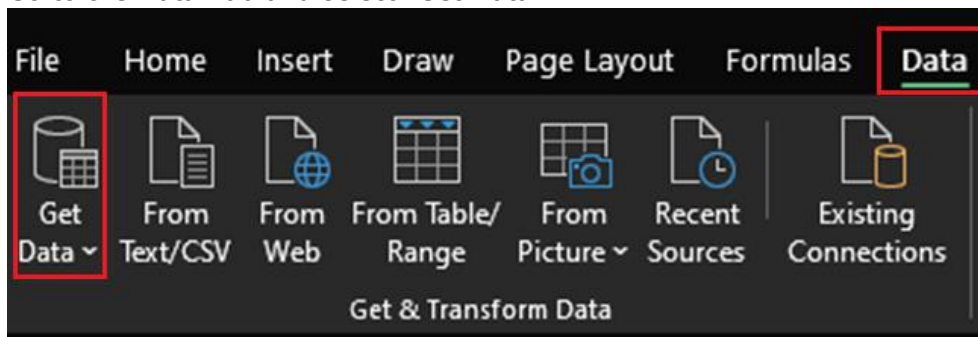 File Home Insert Draw Page Layout Formulas Data
Get Data
From Text/CSV
From Web
From Table/ Range
From Picture
Recent Sources
Existing Connections
Get & Transform Data